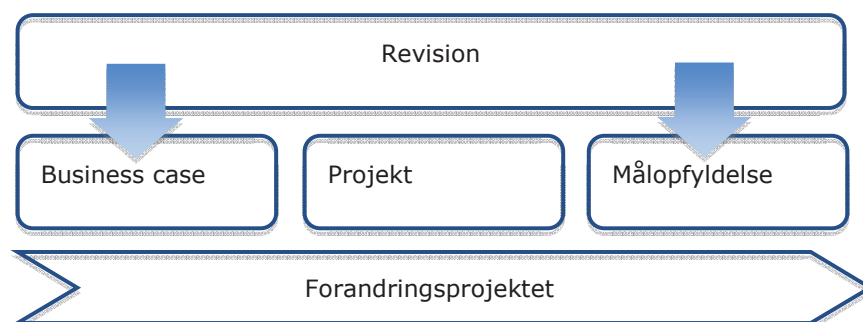 Revision
Business case
Projekt
Målopfyldelse
Forandringsprojektet